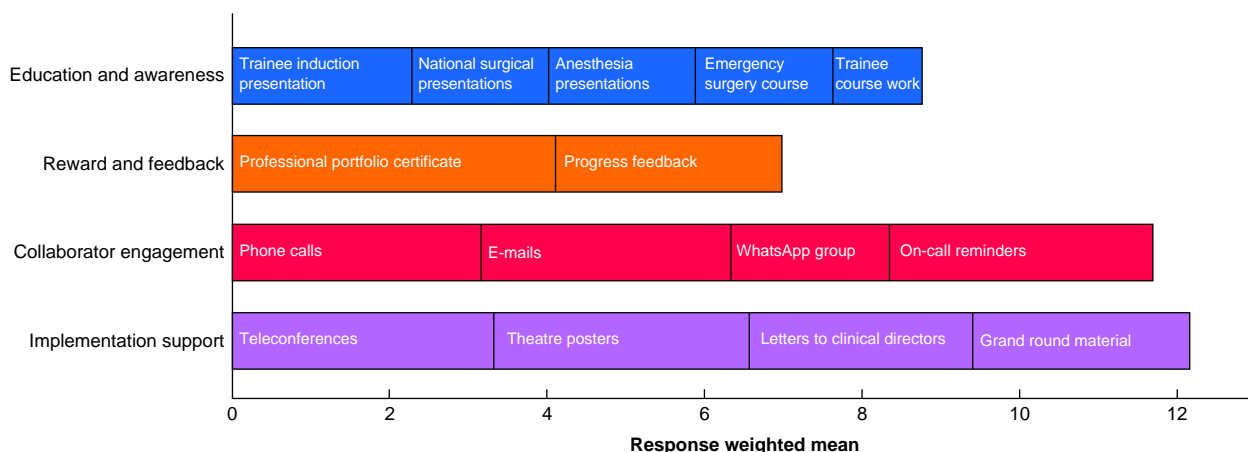 Education and awareness
Trainee induction
presentation
National surgical
presentations
Anesthesia
presentations
Emergency
surgery course
Trainee
course work
Reward and feedback
Professional portfolio certificate
Progress feedback
Collaborator engagement
Phone calls
E-mails
WhatsApp group
On-call reminders
Implementation support
Teleconferences
Theatre posters
Letters to clinical directors
Grand round material
0 2 4 6 8 10 12
Response weighted mean